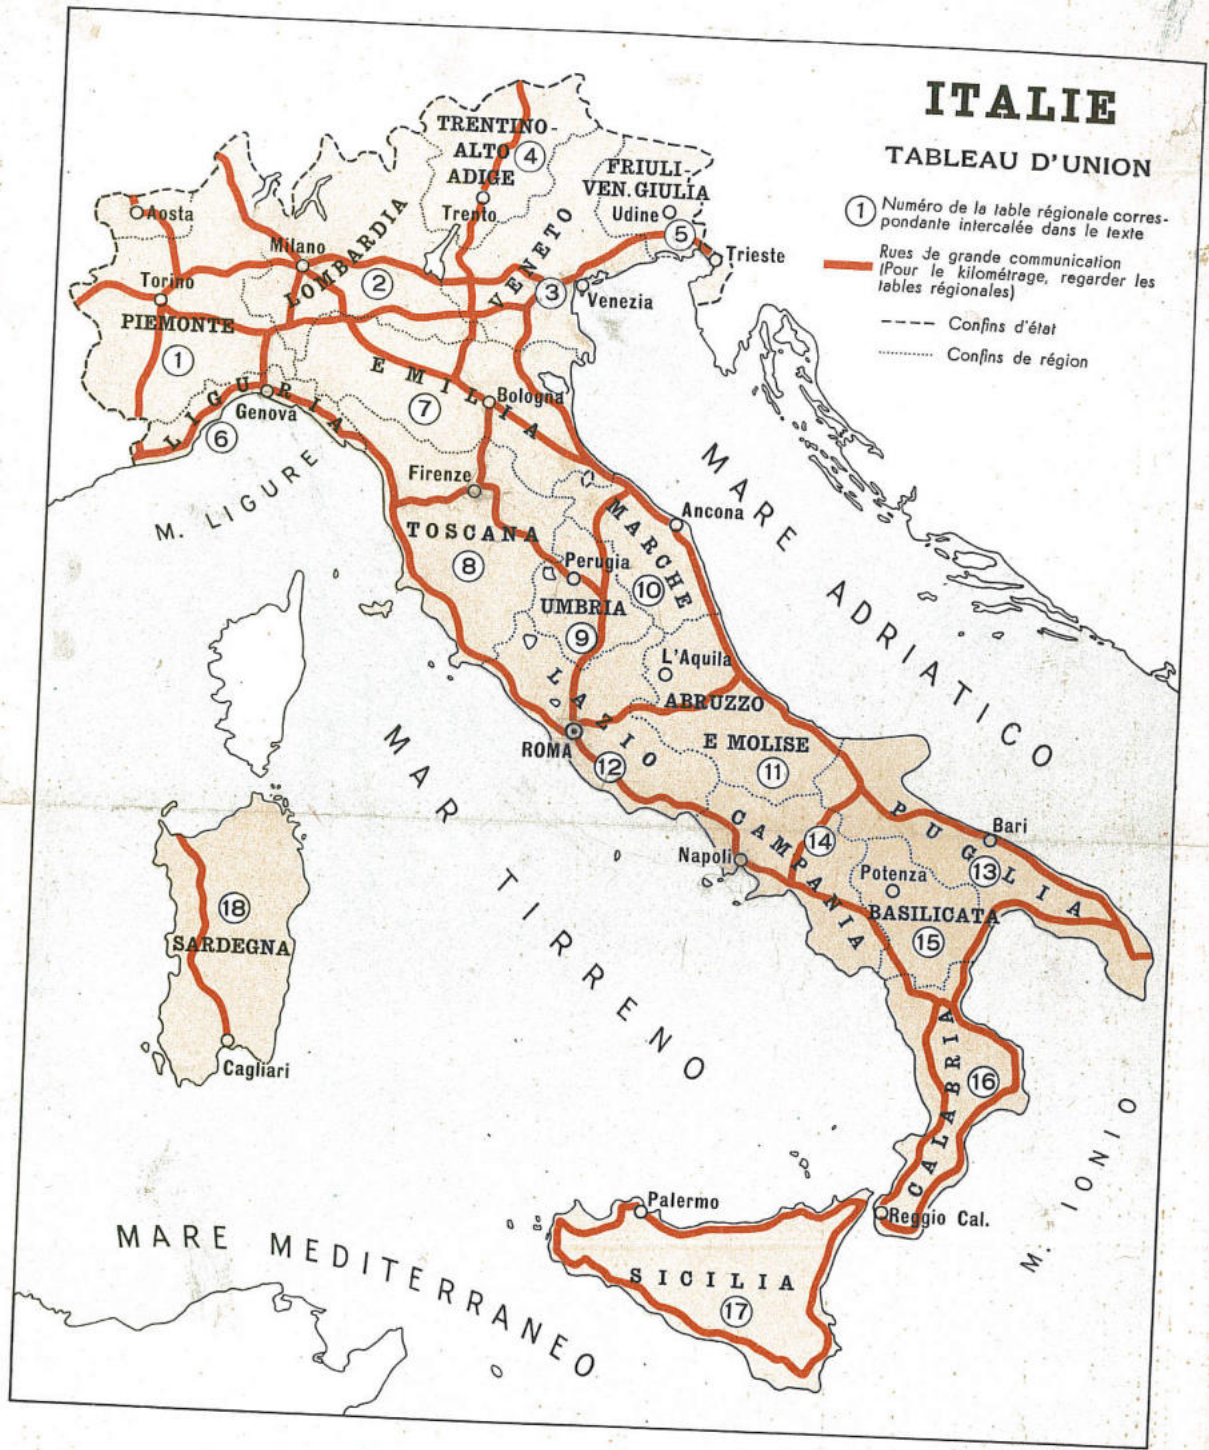 ITALIE
TABLEAU D'UNION
1 Numéro de la table régionale corres-
pondante intercalée dans le texte
Rues de grande communication
(Pour le kilométrage, regarder les
tables régionales)
Confins d'état
Confins de région
TRENTINO-
ALTO 4
ADIGE
Trento
FRIULI-
VEN. GIULIA
Udine
5
Trieste
Aosta
Milano
LOMBARDIA
2
VENETO
3
Venezia
Torino
PIEMONTE
1
LIGURIA
Genova
6
EMILIA
7
Bologna
M. LIGURE
Firenze
TOSCANA
8
MARCHE
Ancona
10
Perugia
UMBRIA
9
MARE ADRIATICO
L'Aquila
ABRUZZO
E MOLISE
11
LAZIO
ROMA
12
MAR TIRRENO
CAMPANIA
14
Napoli
PUGLIA
Bari
13
Potenza
BASILICATA
15
18
SARDEGNA
Cagliari
CALABRIA
16
Reggio Cal.
M. IONIO
Palermo
SICILIA
17
MARE MEDITERRANEO